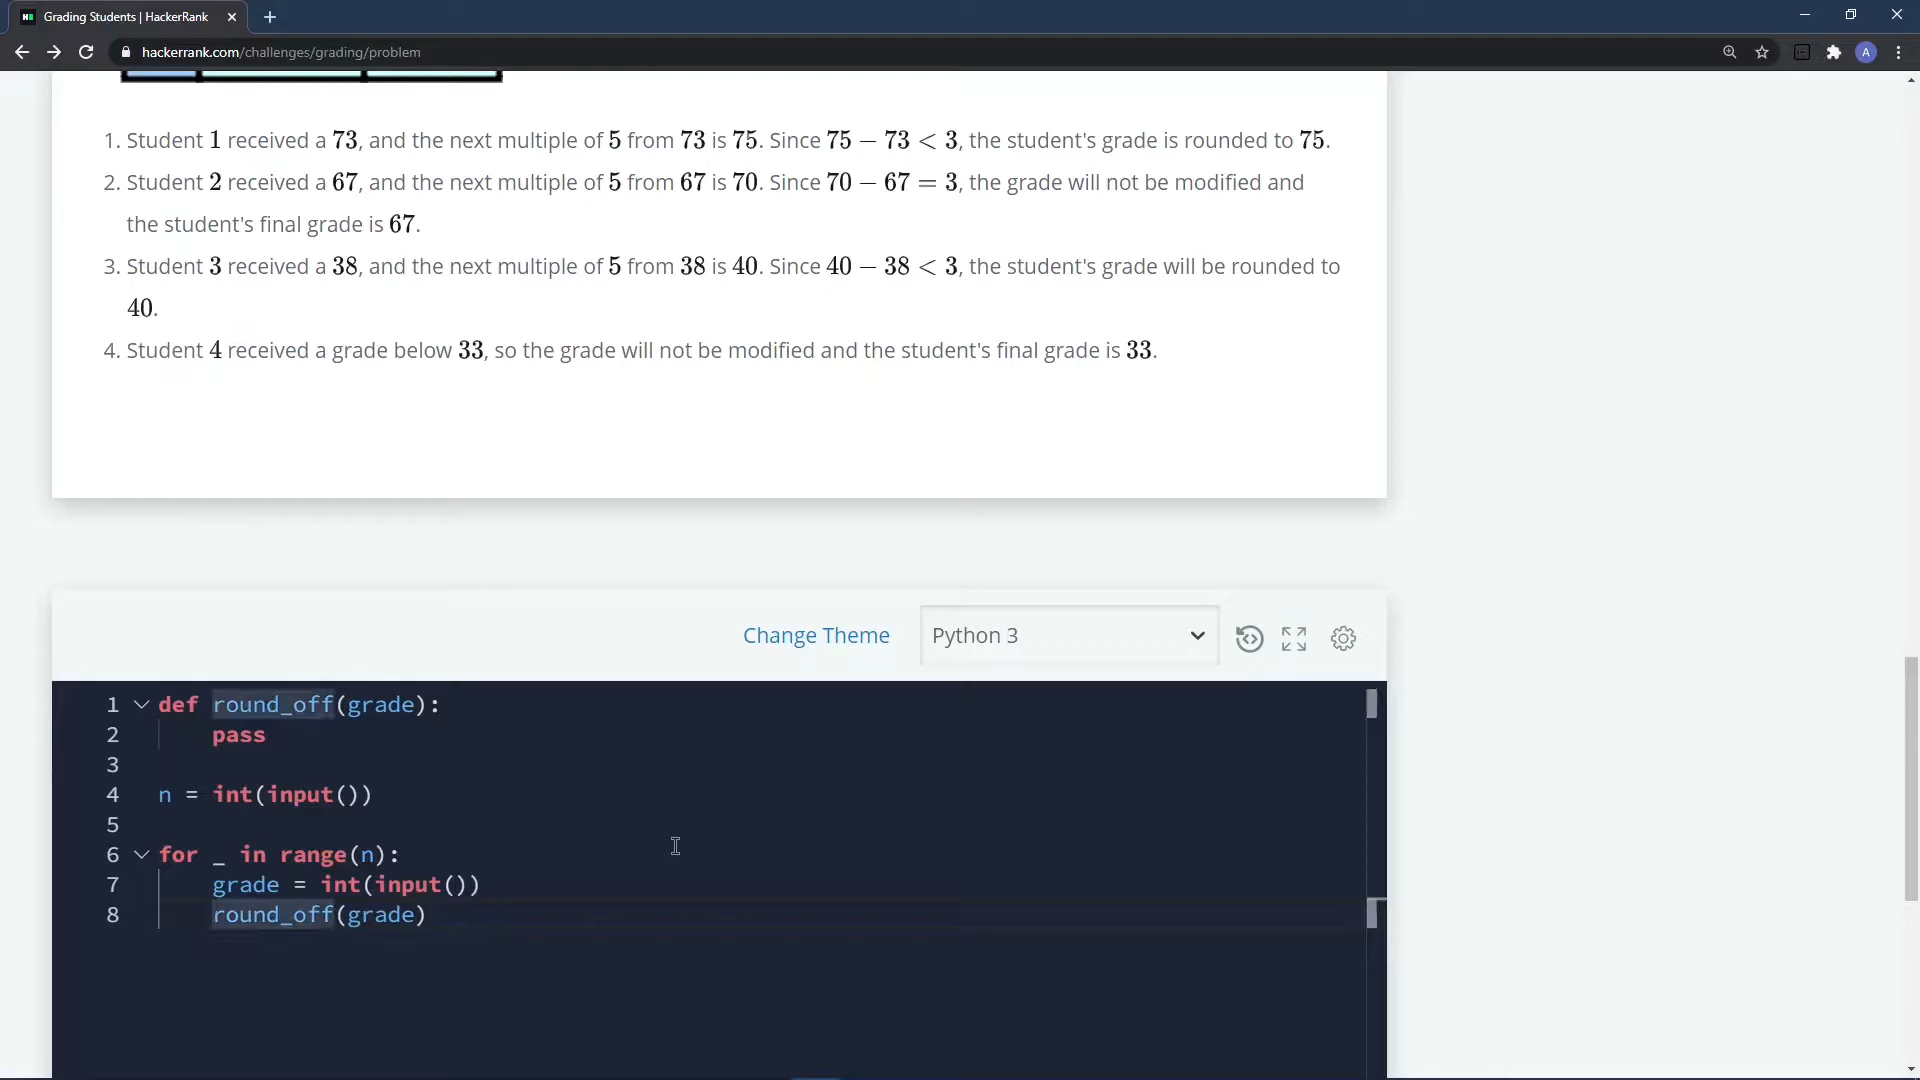 Grading Students | HackerRank
hackerrank.com/challenges/grading/problem
A
1. Student 1 received a 73, and the next multiple of 5 from 73 is 75. Since 75 − 73 < 3, the student's grade is rounded to 75.
2. Student 2 received a 67, and the next multiple of 5 from 67 is 70. Since 70 − 67 = 3, the grade will not be modified and
the student's final grade is 67.
3. Student 3 received a 38, and the next multiple of 5 from 38 is 40. Since 40 − 38 < 3, the student's grade will be rounded to
40.
4. Student 4 received a grade below 33, so the grade will not be modified and the student's final grade is 33.
Change Theme Python 3
1 def round_off(grade):
2 pass
3
4 n = int(input())
5
6 for _ in range(n):
7 grade = int(input())
8 round_off(grade)